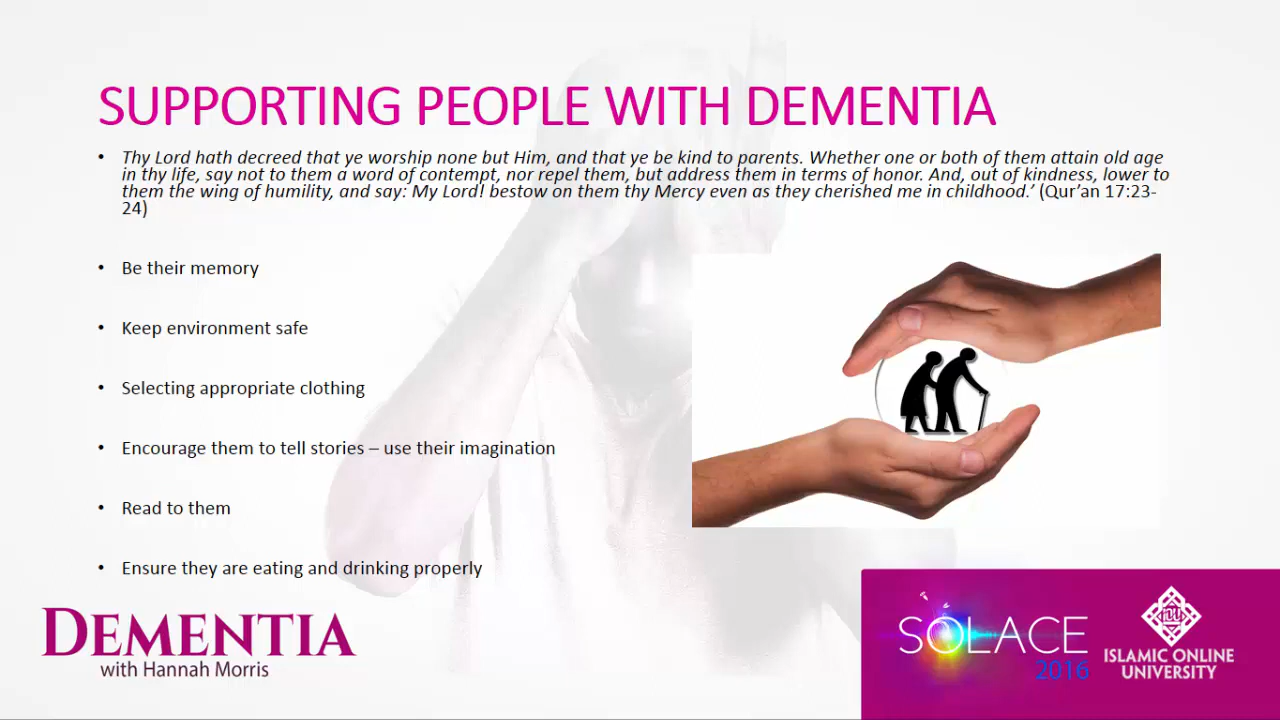 SUPPORTING PEOPLE WITH DEMENTIA
• Thy Lord hath decreed that ye worship none but Him, and that ye be kind to parents. Whether one or both of them attain old age
in thy life, say not to them a word of contempt, nor repel them, but address them in terms of honor. And, out of kindness, lower to
them the wing of humility, and say: My Lord! bestow on them thy Mercy even as they cherished me in childhood.’ (Qur’an 17:23-
24)
• Be their memory
• Keep environment safe
• Selecting appropriate clothing
• Encourage them to tell stories – use their imagination
• Read to them
• Ensure they are eating and drinking properly
DEMENTIA
with Hannah Morris
SOLACE
2016
iOU
ISLAMIC ONLINE
UNIVERSITY